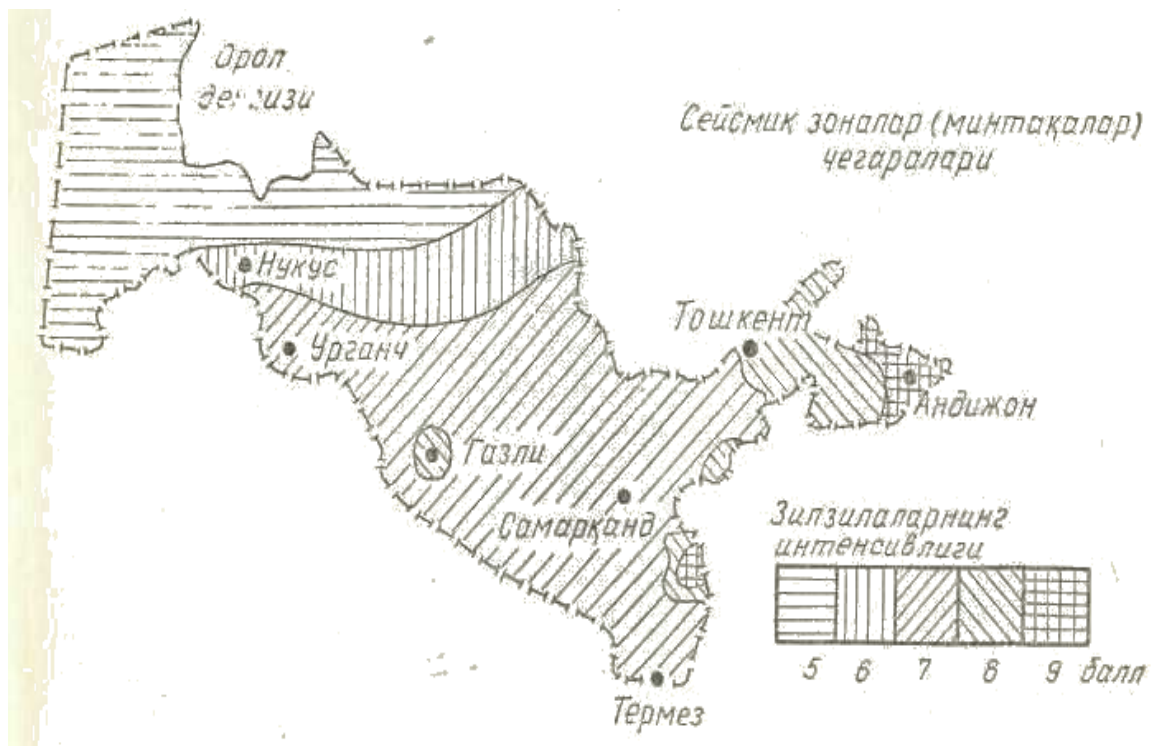 Орол
денгизи
Сейсмик зоналар (минтақалар)
чегаралари
Нукус
Тошкент
Урганч
Андижон
Газли
Самарқанд
Зилзилаларнинг
интенсивлиги
5 6 7 8 9 балл
Термез